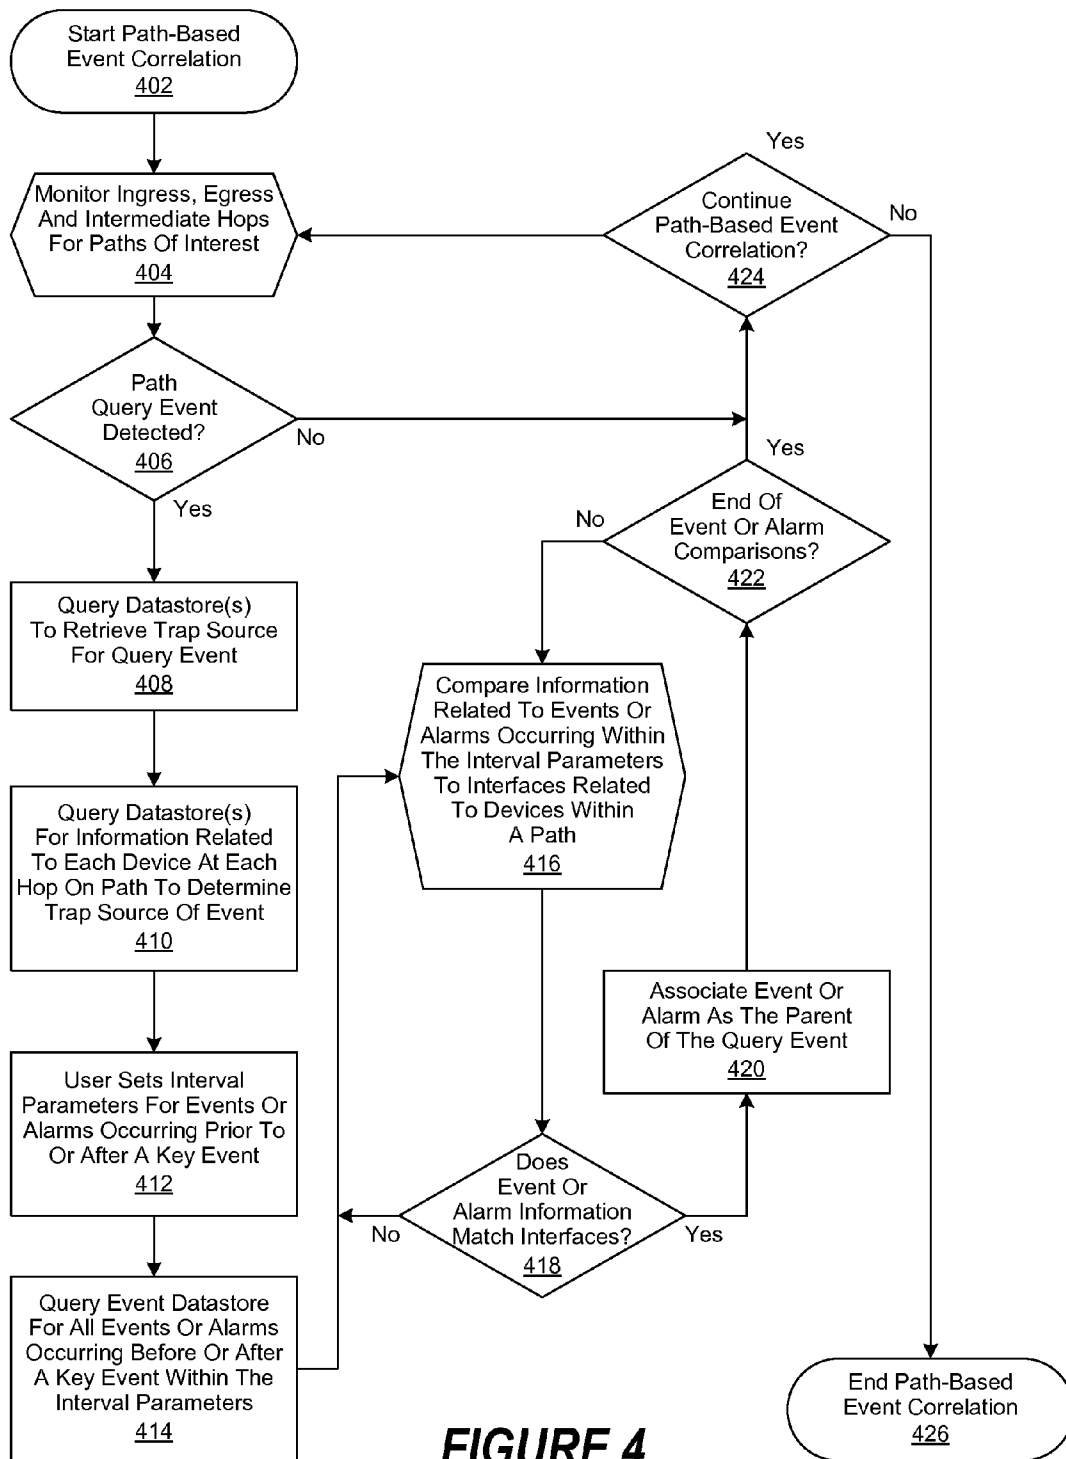 Start Path-Based
Event Correlation
402
Monitor Ingress, Egress
And Intermediate Hops
For Paths Of Interest
404
Path
Query Event
Detected?
406
No
Yes
Query Datastore(s)
To Retrieve Trap Source
For Query Event
408
Query Datastore(s)
For Information Related
To Each Device At Each
Hop On Path To Determine
Trap Source Of Event
410
User Sets Interval
Parameters For Events Or
Alarms Occurring Prior To
Or After A Key Event
412
Query Event Datastore
For All Events Or Alarms
Occurring Before Or After
A Key Event Within The
Interval Parameters
414
Compare Information
Related To Events Or
Alarms Occurring Within
The Interval Parameters
To Interfaces Related
To Devices Within
A Path
416
Does
Event Or
Alarm Information
Match Interfaces?
418
No
Yes
Associate Event Or
Alarm As The Parent
Of The Query Event
420
End Of
Event Or Alarm
Comparisons?
422
No
Yes
Continue
Path-Based Event
Correlation?
424
Yes
No
End Path-Based
Event Correlation
426
FIGURE 4